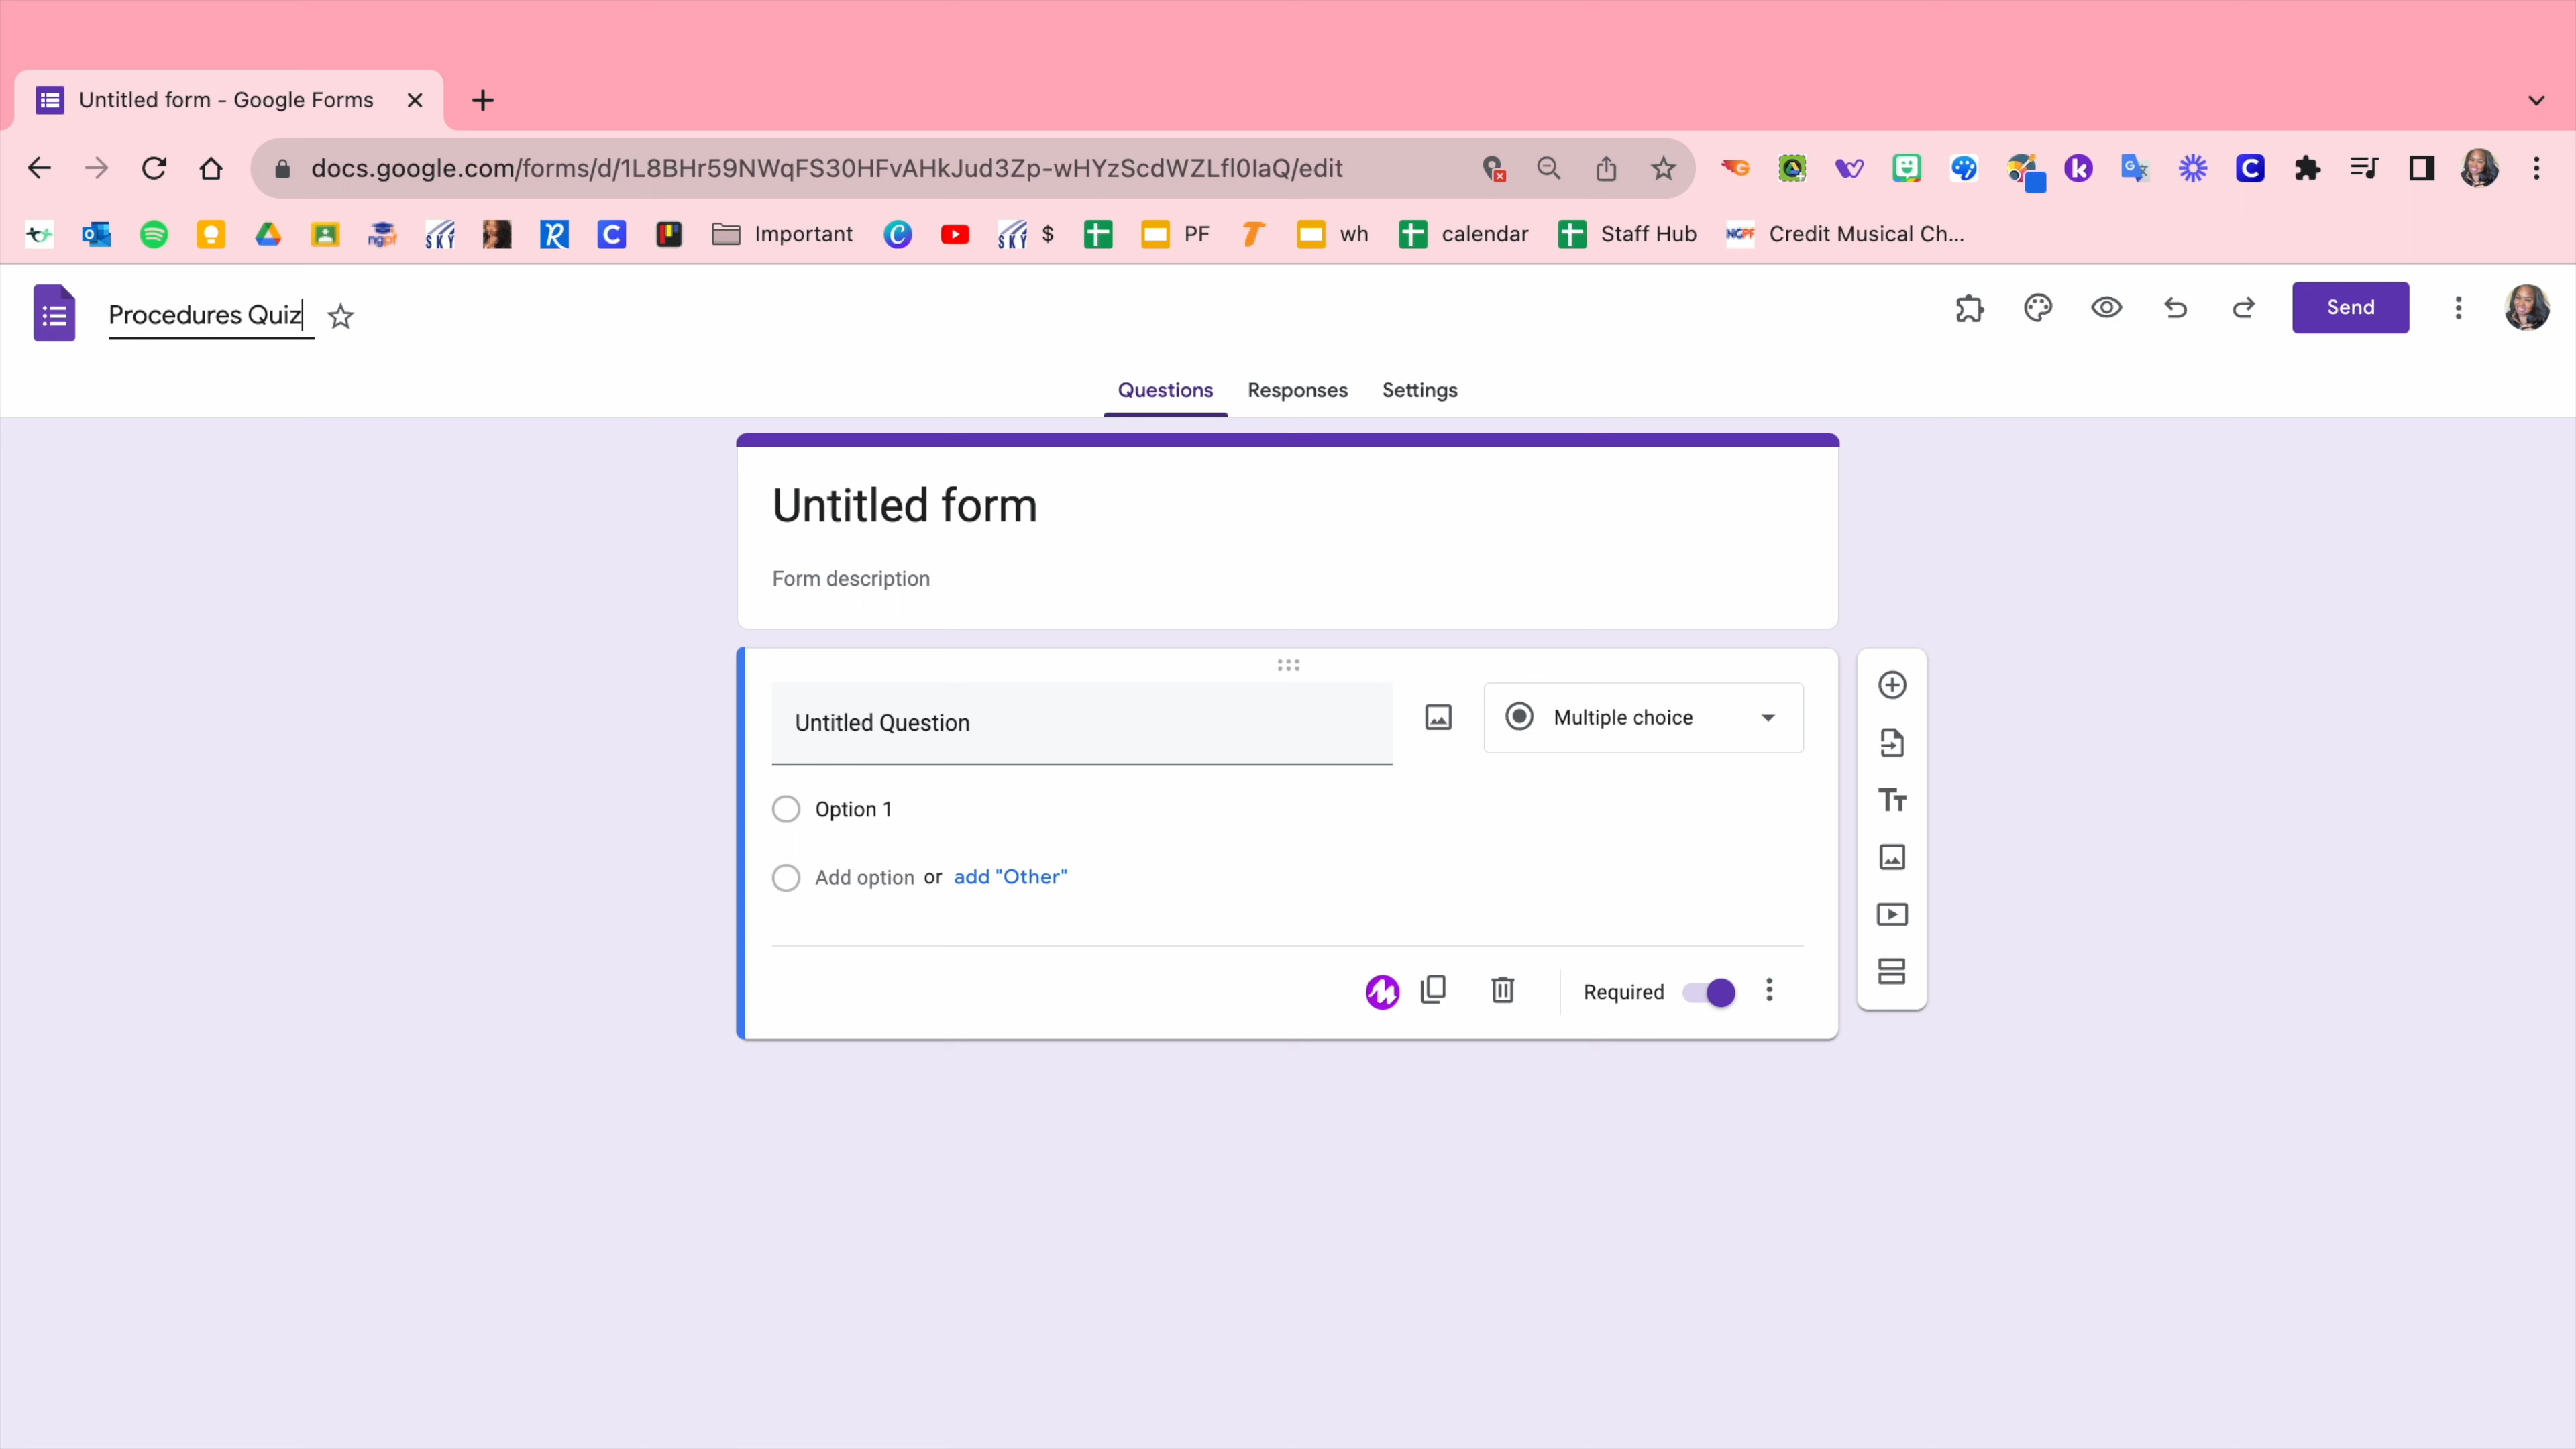 Untitled form - Google Forms
docs.google.com/forms/d/1L8BHr59NWqFS30HFvAHkJud3Zp-wHYzScdWZLfl0IaQ/edit
Important
$
PF
wh
calendar
Staff Hub
NGPF
Credit Musical Ch...
Procedures Quiz
Send
Questions
Responses
Settings
Untitled form
Form description
Untitled Question
Multiple choice
Option 1
Add option or add "Other"
Required